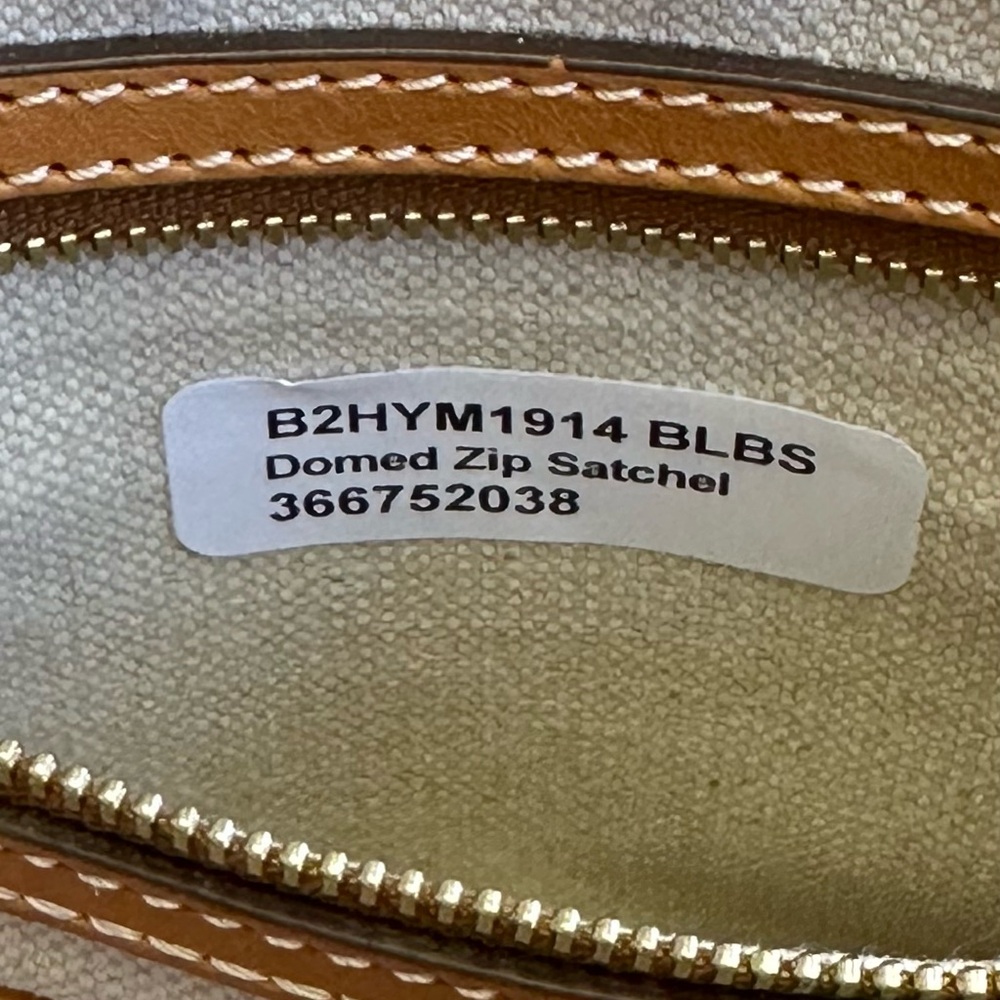 B2HYM1914 BLBS
Domed Zip Satchel
366752038